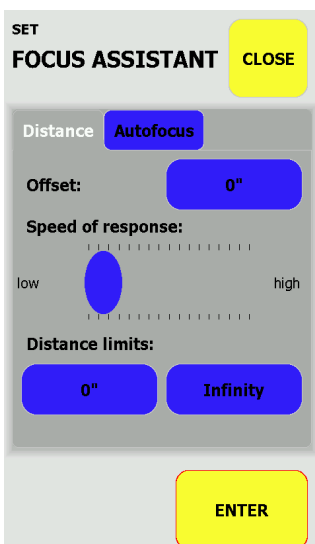 SET
FOCUS ASSISTANT
CLOSE
Distance
Autofocus
Offset:
0"
Speed of response:
low
high
Distance limits:
0"
Infinity
ENTER